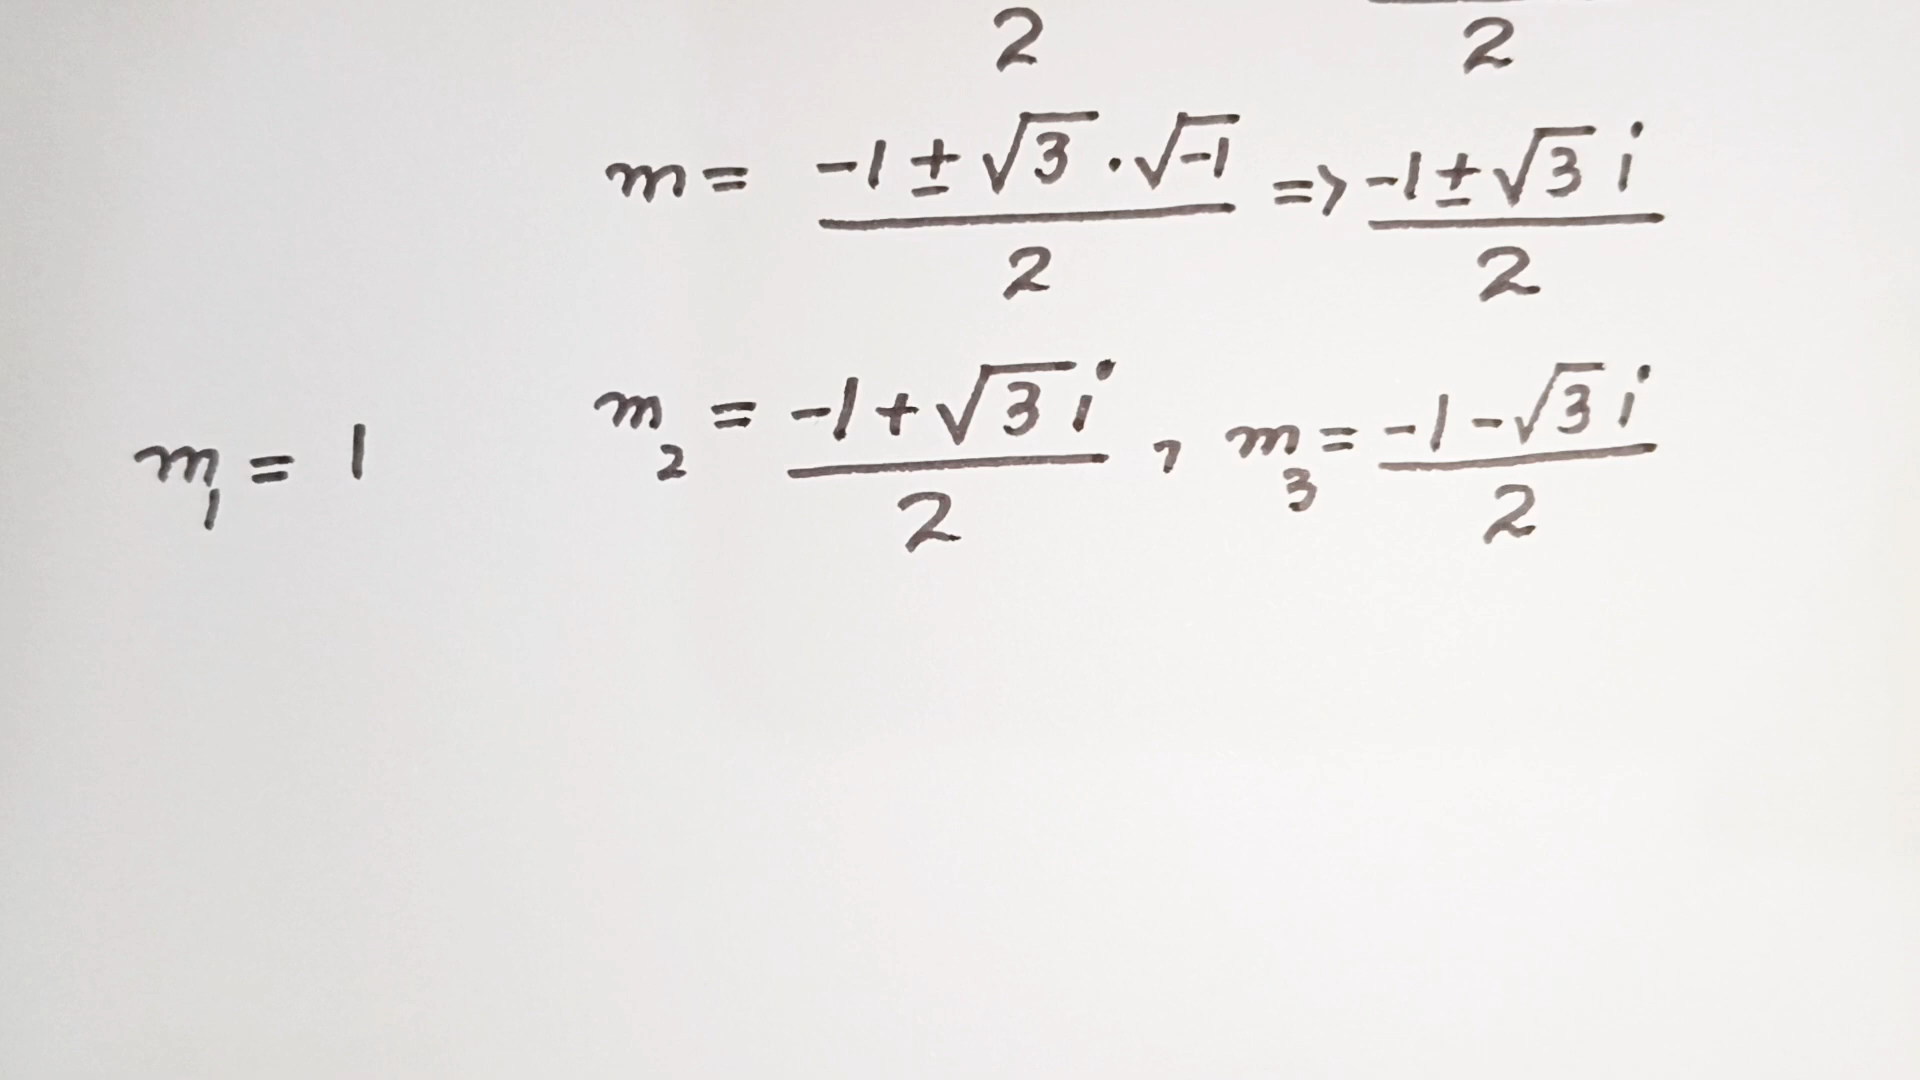 2 2
m = (-1 ± √3 · √-1) / 2 => (-1 ± √3 i) / 2
m₁ = 1 m₂ = (-1 + √3 i) / 2 , m₃ = (-1 - √3 i) / 2